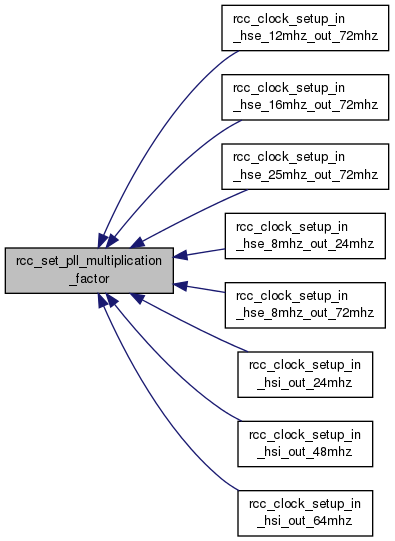 rcc_clock_setup_in
_hse_12mhz_out_72mhz
rcc_clock_setup_in
_hse_16mhz_out_72mhz
rcc_clock_setup_in
_hse_25mhz_out_72mhz
rcc_clock_setup_in
_hse_8mhz_out_24mhz
rcc_set_pll_multiplication
_factor
rcc_clock_setup_in
_hse_8mhz_out_72mhz
rcc_clock_setup_in
_hsi_out_24mhz
rcc_clock_setup_in
_hsi_out_48mhz
rcc_clock_setup_in
_hsi_out_64mhz